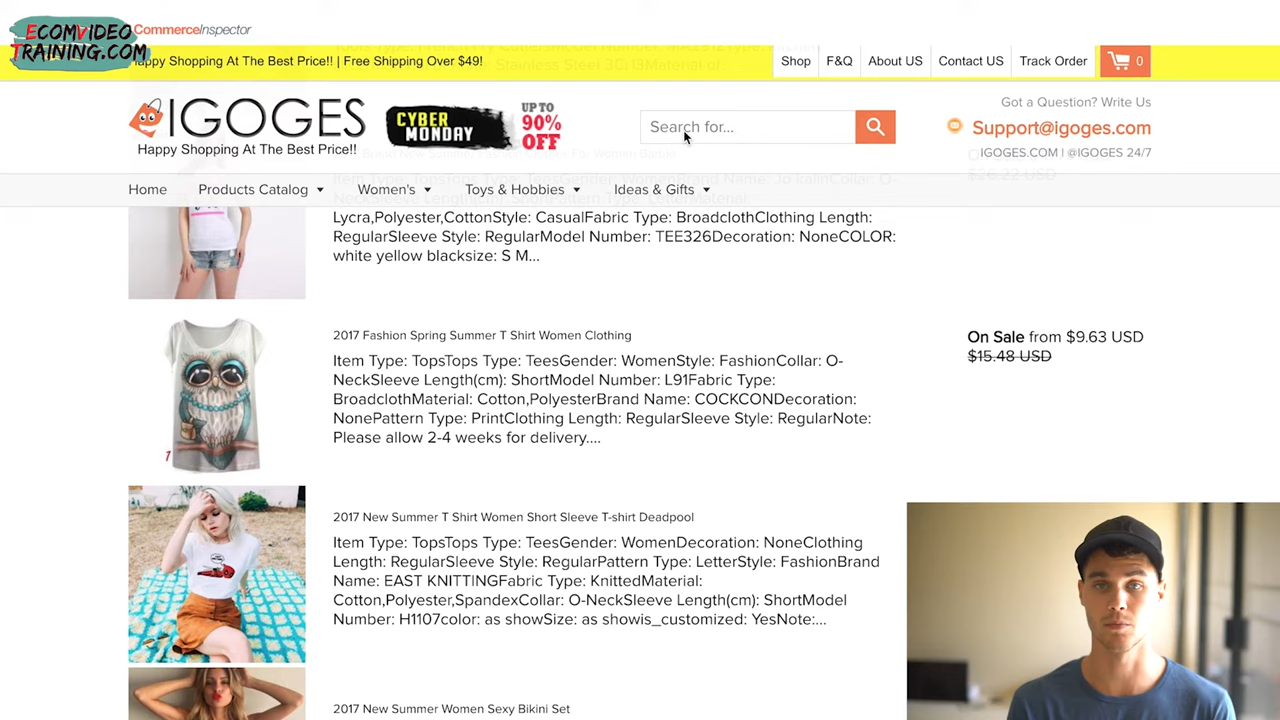 ECOMVIDEO
TRAINING.COM
CommerceInspector
Happy Shopping At The Best Price!! | Free Shipping Over $49!
Shop
F&Q
About US
Contact US
Track Order
0
IGOGES
Happy Shopping At The Best Price!!
CYBER
MONDAY
UP TO
90%
OFF
Search for...
Got a Question? Write Us
Support@igoges.com
IGOGES.COM | @IGOGES 24/7
$26.22 USD
Home
Products Catalog
Women's
Toys & Hobbies
Ideas & Gifts
Lycra,Polyester,CottonStyle: CasualFabric Type: BroadclothClothing Length:
RegularSleeve Style: RegularModel Number: TEE326Decoration: NoneCOLOR:
white yellow blacksize: S M...
2017 Fashion Spring Summer T Shirt Women Clothing
Item Type: TopsTops Type: TeesGender: WomenStyle: FashionCollar: O-
NeckSleeve Length(cm): ShortModel Number: L91Fabric Type:
BroadclothMaterial: Cotton,PolyesterBrand Name: COCKCONDecoration:
NonePattern Type: PrintClothing Length: RegularSleeve Style: RegularNote:
Please allow 2-4 weeks for delivery....
On Sale from $9.63 USD
$15.48 USD
1
2017 New Summer T Shirt Women Short Sleeve T-shirt Deadpool
Item Type: TopsTops Type: TeesGender: WomenDecoration: NoneClothing
Length: RegularSleeve Style: RegularPattern Type: LetterStyle: FashionBrand
Name: EAST KNITTINGFabric Type: KnittedMaterial:
Cotton,Polyester,SpandexCollar: O-NeckSleeve Length(cm): ShortModel
Number: H1107color: as showSize: as showis_customized: YesNote:...
2017 New Summer Women Sexy Bikini Set